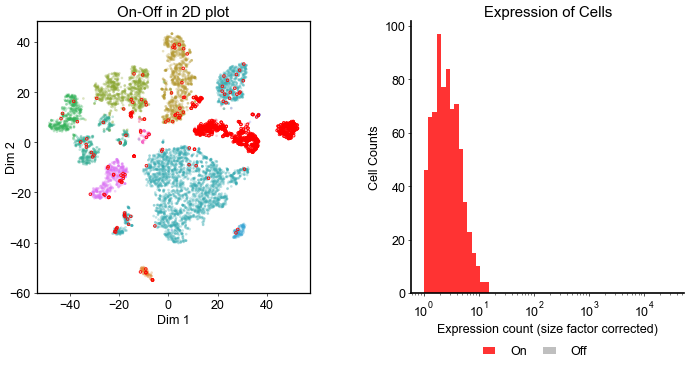 On-Off in 2D plot
Dim 2
40
20
0
−20
−40
−60
−40
−20
0
20
40
Dim 1
Expression of Cells
Cell Counts
100
80
60
40
20
0
10^0
10^1
10^2
10^3
10^4
Expression count (size factor corrected)
On
Off